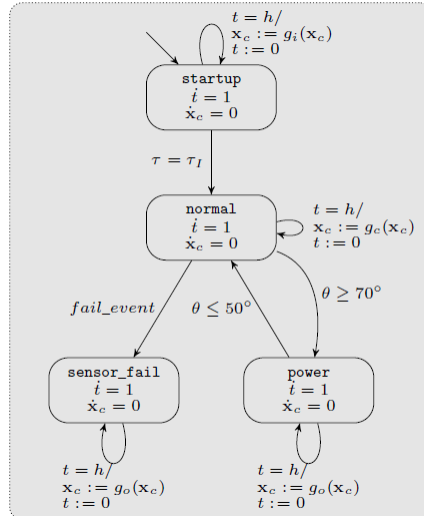 t = h/
𝐱_c := g_i(𝐱_c)
t := 0
startup
ṫ = 1
𝐱̇_c = 0
τ = τ_I
normal
ṫ = 1
𝐱̇_c = 0
t = h/
𝐱_c := g_c(𝐱_c)
t := 0
fail_event
θ ≤ 50°
θ ≥ 70°
sensor_fail
ṫ = 1
𝐱̇_c = 0
power
ṫ = 1
𝐱̇_c = 0
t = h/
𝐱_c := g_o(𝐱_c)
t := 0
t = h/
𝐱_c := g_o(𝐱_c)
t := 0